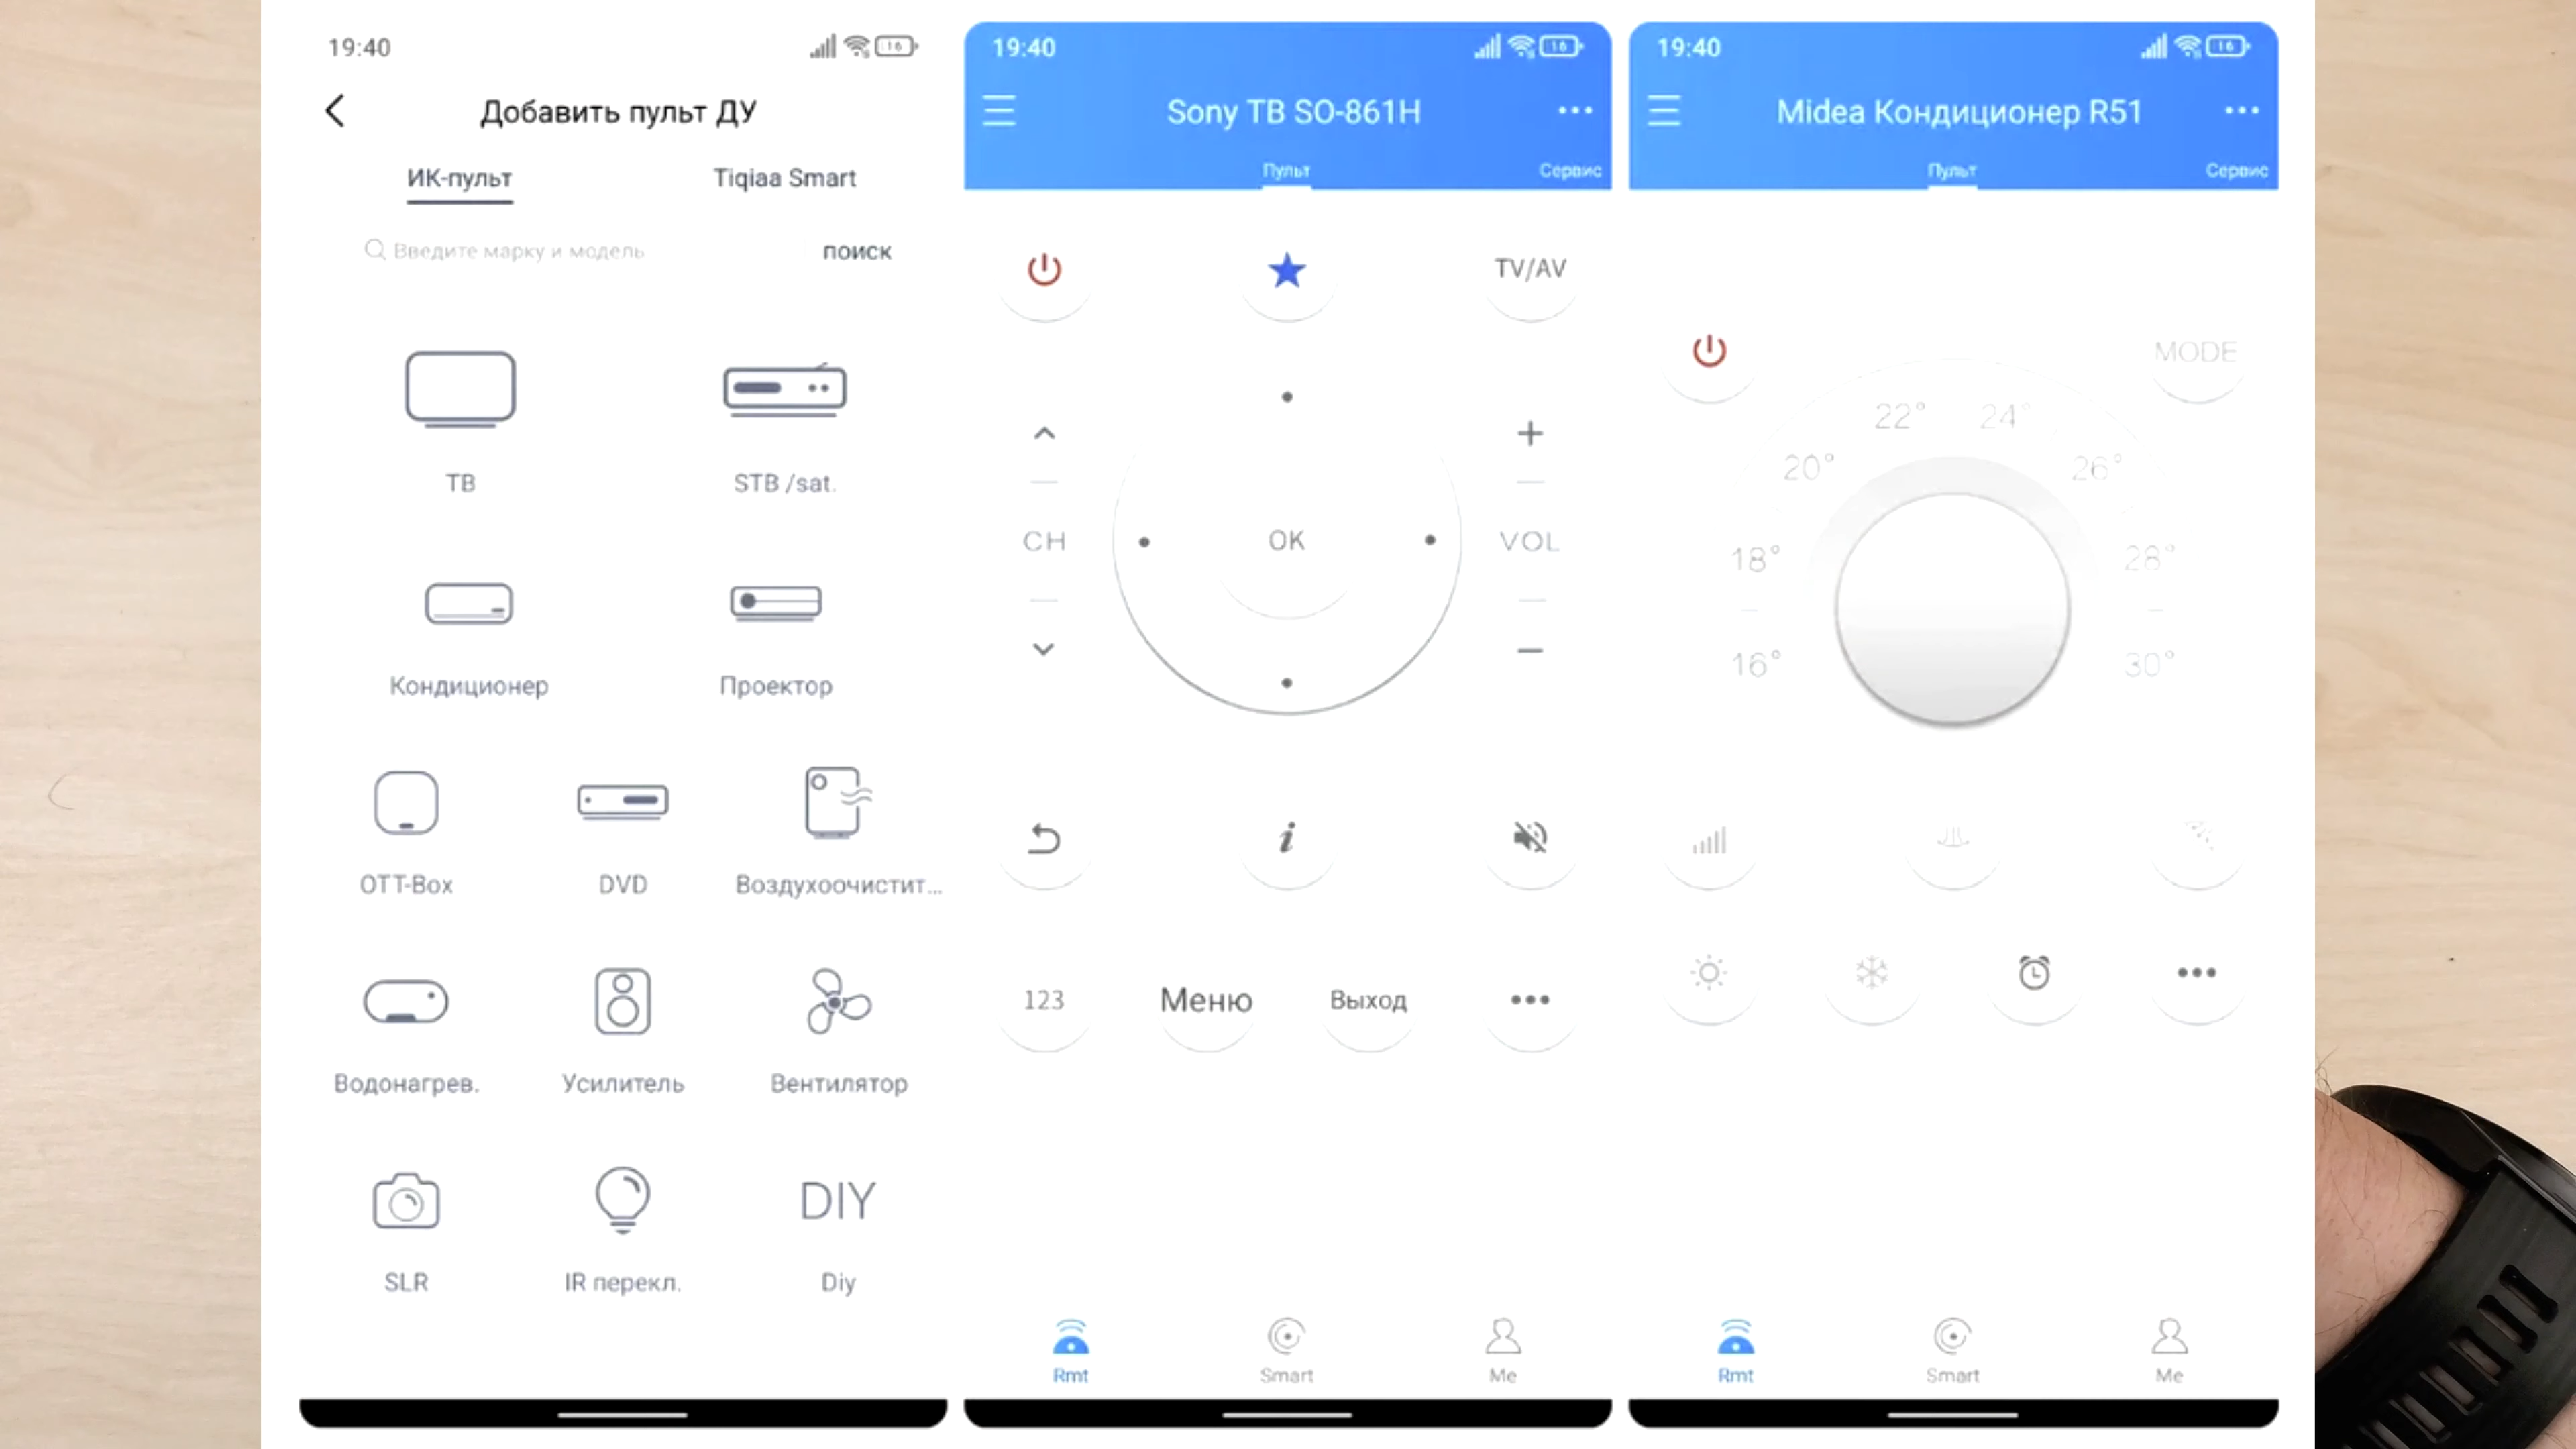 19:40
16
Добавить пульт ДУ
ИК-пульт
Tiqiaa Smart
Введите марку и модель
поиск
ТВ
STB /sat.
Кондиционер
Проектор
OTT-Box
DVD
Воздухоочистит...
Водонагрев.
Усилитель
Вентилятор
SLR
IR перекл.
DIY
Diy
19:40
16
Sony ТВ SO-861H
Пульт
Сервис
TV/AV
CH
OK
VOL
i
123
Меню
Выход
Rmt
Smart
Me
19:40
16
Midea Кондиционер R51
Пульт
Сервис
MODE
22° 24°
20° 26°
18° 28°
16° 30°
Rmt
Smart
Me